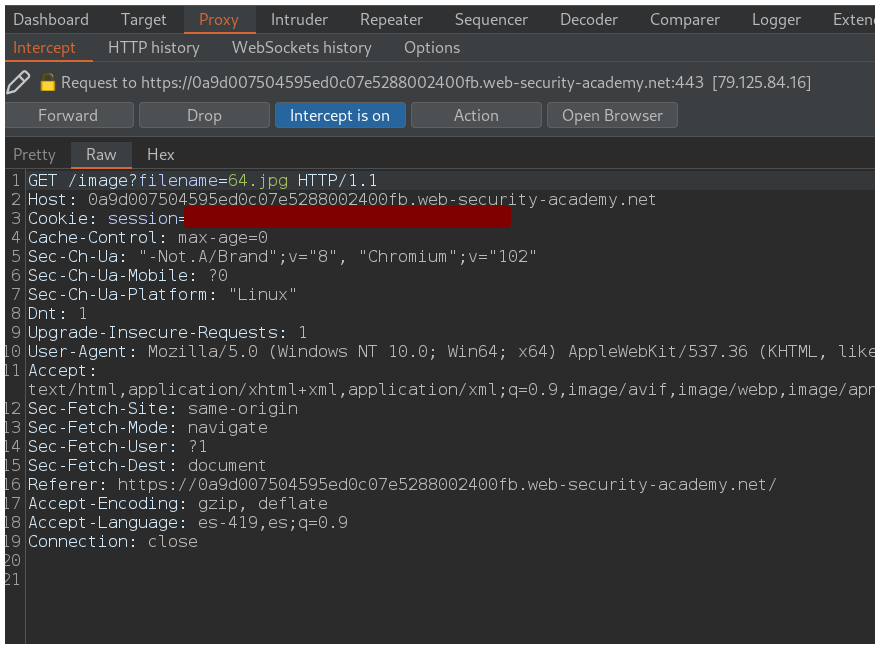 Dashboard Target Proxy Intruder Repeater Sequencer Decoder Comparer Logger Exten
Intercept HTTP history WebSockets history Options
Request to https://0a9d007504595ed0c07e5288002400fb.web-security-academy.net:443 [79.125.84.16]
Forward Drop Intercept is on Action Open Browser
Pretty Raw Hex
1 GET /image?filename=64.jpg HTTP/1.1
2 Host: 0a9d007504595ed0c07e5288002400fb.web-security-academy.net
3 Cookie: session=
4 Cache-Control: max-age=0
5 Sec-Ch-Ua: "-Not.A/Brand";v="8", "Chromium";v="102"
6 Sec-Ch-Ua-Mobile: ?0
7 Sec-Ch-Ua-Platform: "Linux"
8 Dnt: 1
9 Upgrade-Insecure-Requests: 1
10 User-Agent: Mozilla/5.0 (Windows NT 10.0; Win64; x64) AppleWebKit/537.36 (KHTML, like
11 Accept:
text/html,application/xhtml+xml,application/xml;q=0.9,image/avif,image/webp,image/apn
12 Sec-Fetch-Site: same-origin
13 Sec-Fetch-Mode: navigate
14 Sec-Fetch-User: ?1
15 Sec-Fetch-Dest: document
16 Referer: https://0a9d007504595ed0c07e5288002400fb.web-security-academy.net/
17 Accept-Encoding: gzip, deflate
18 Accept-Language: es-419,es;q=0.9
19 Connection: close
20
21